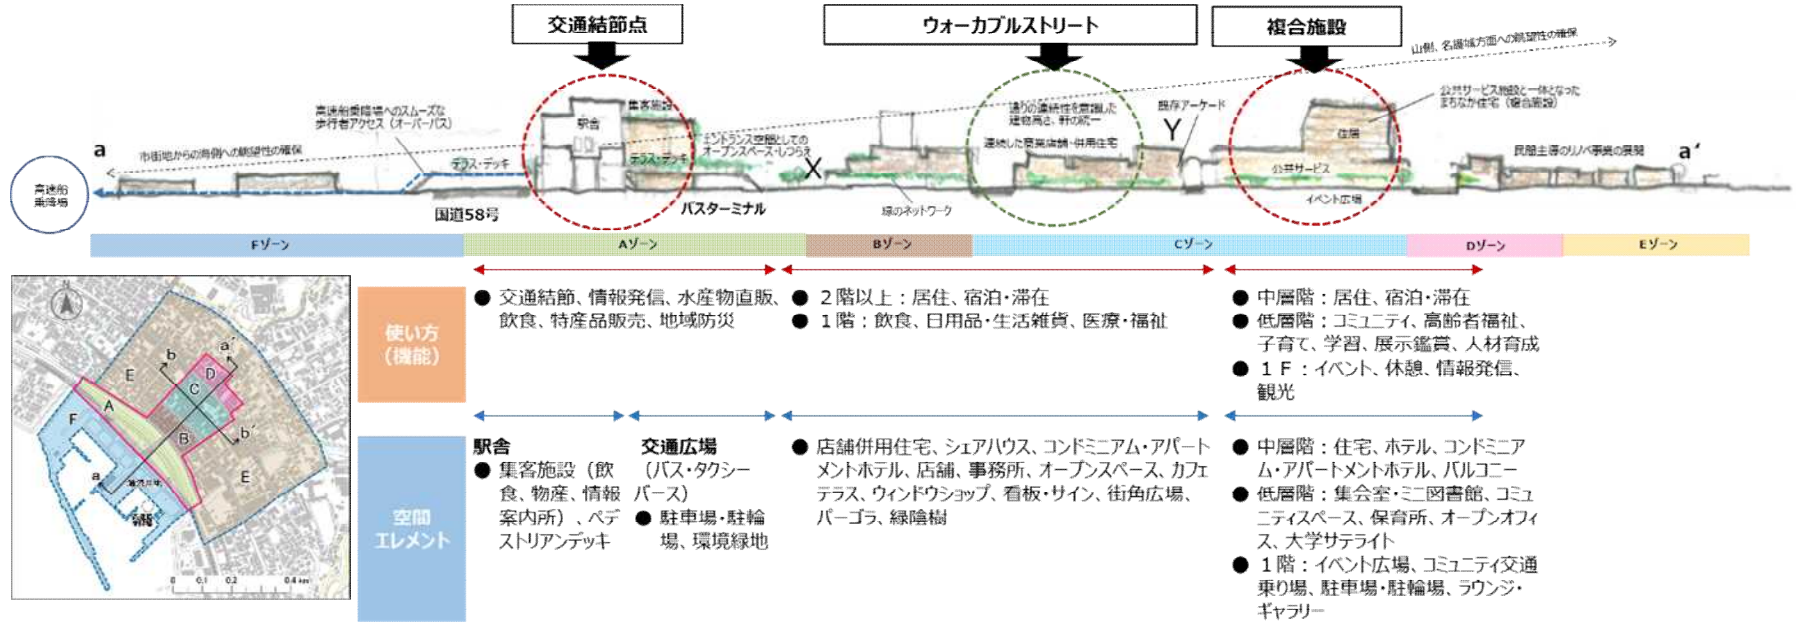 交通結節点
ウォーカブルストリート
複合施設
山側、名護城方面への眺望性の確保
高速船乗降場へのスムーズな
歩行者アクセス（オーバーパス）
集客施設
駅舎
通りの連続性を意識した
建物高さ、軒の統一
既存アーケード
公共サービス施設と一体となった
まちなか住宅（複合施設）
住居
a
市街地からの海側への眺望性の確保
テラス・デッキ
テラス・デッキ
エントランス空間としての
オープンスペース・しつらえ
X
連続した商業店舗・併用住宅
Y
公共サービス
民間主導のリノベ事業の展開
a‘
高速船
乗降場
国道58号
バスターミナル
緑のネットワーク
イベント広場
Fゾーン
Aゾーン
Bゾーン
Cゾーン
Dゾーン
Eゾーン
使い方
（機能）
● 交通結節、情報発信、水産物直販、
飲食、特産品販売、地域防災
● ２階以上：居住、宿泊・滞在
● １階：飲食、日用品・生活雑貨、医療・福祉
● 中層階：居住、宿泊・滞在
● 低層階：コミュニティ、高齢者福祉、
子育て、学習、展示鑑賞、人材育成
● １Ｆ：イベント、休憩、情報発信、
観光
空間
エレメント
駅舎
● 集客施設（飲
食、物産、情報
案内所）、ペデ
ストリアンデッキ
交通広場
（バス・タクシー
バース）
● 駐車場・駐輪
場、環境緑地
● 店舗併用住宅、シェアハウス、コンドミニアム・アパート
メントホテル、店舗、事務所、オープンスペース、カフェ
テラス、ウィンドウショップ、看板・サイン、街角広場、
パーゴラ、緑陰樹
● 中層階：住宅、ホテル、コンドミニア
ム・アパートメントホテル、バルコニー
● 低層階：集会室・ミニ図書館、コミュ
ニティスペース、保育所、オープンオフィ
ス、大学サテライト
● １階：イベント広場、コミュニティ交通
乗り場、駐車場・駐輪場、ラウンジ・
ギャラリー
N
b
a'
E
D
C
A
F
B
b'
a
E
0 0.1 0.2 0.4 km